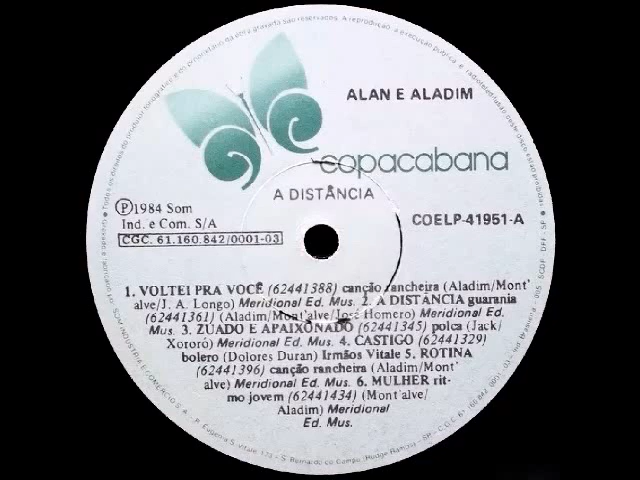 ALAN E ALADIM
copacabana
A DISTÂNCIA
Ⓟ1984 Som
Ind. e Com. S/A
CGC. 61.160.842/0001-03
COELP-41951-A
1. VOLTEI PRA VOCÊ (62441388) canção rancheira (Aladim/Mont'
alve/J. A. Longo) Meridional Ed. Mus. 2. A DISTÂNCIA guarania
(62441361) (Aladim/Mont'alve/José Homero) Meridional Ed.
Mus. 3. ZUADO E APAIXONADO (62441345) polca (Jack/
Xororó) Meridional Ed. Mus. 4. CASTIGO (62441329)
bolero (Dolores Duran) Irmãos Vitale 5. ROTINA
(62441396) canção rancheira (Aladim/Mont'
alve) Meridional Ed. Mus. 6. MULHER rit-
mo jovem (62441434) (Mont'alve/
Aladim) Meridional
Ed. Mus.